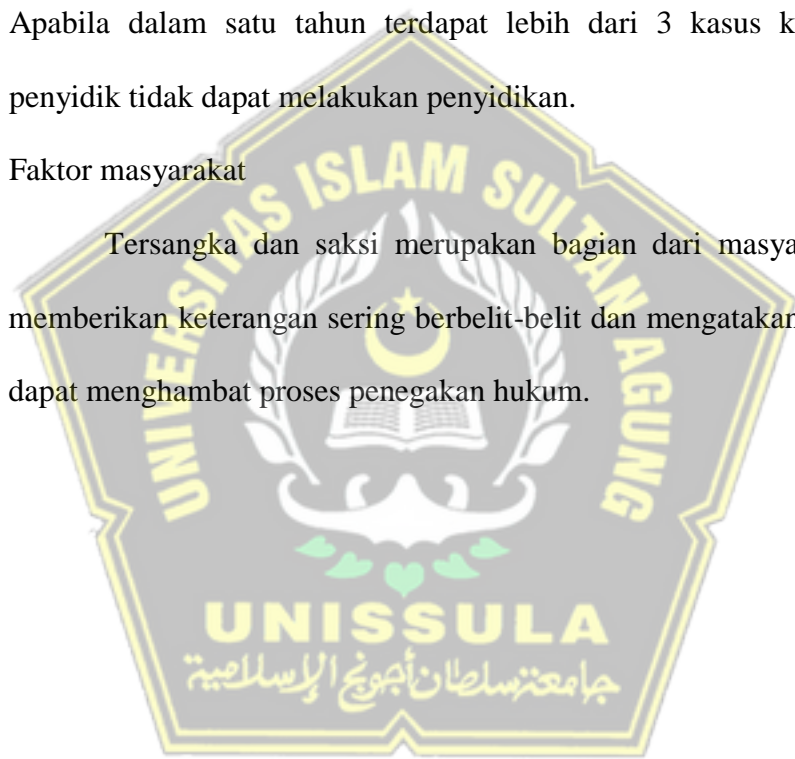 Apabila dalam satu tahun terdapat lebih dari 3 kasus k
penyidik tidak dapat melakukan penyidikan.
Faktor masyarakat
Tersangka dan saksi merupakan bagian dari masya
memberikan keterangan sering berbelit-belit dan mengatakan
dapat menghambat proses penegakan hukum.
UNIVERSITAS ISLAM SULTAN AGUNG
UNISSULA
جامعة سلطان أجونج الإسلامية